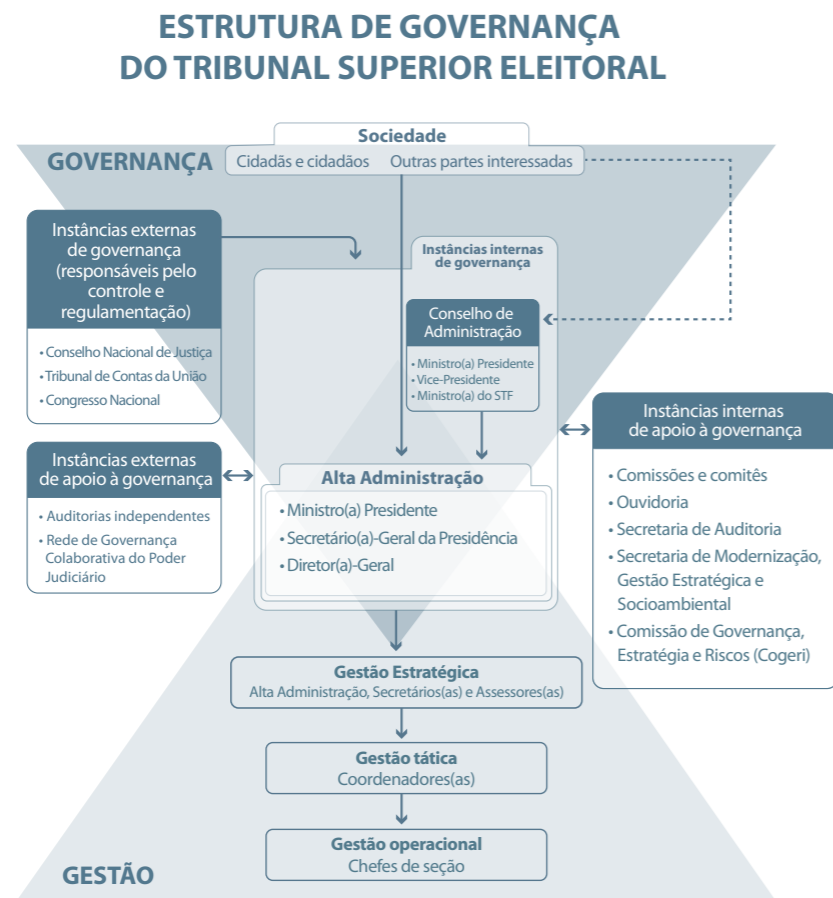 ESTRUTURA DE GOVERNANÇA
DO TRIBUNAL SUPERIOR ELEITORAL
Sociedade
GOVERNANÇA
Cidadãs e cidadãos Outras partes interessadas
Instâncias externas
de governança
(responsáveis pelo
controle e
regulamentação)
• Conselho Nacional de Justiça
• Tribunal de Contas da União
• Congresso Nacional
Instâncias internas
de governança
Conselho de
Administração
• Ministro(a) Presidente
• Vice-Presidente
• Ministro(a) do STF
Instâncias externas
de apoio à governança
• Auditorias independentes
• Rede de Governança
Colaborativa do Poder
Judiciário
Alta Administração
• Ministro(a) Presidente
• Secretário(a)-Geral da Presidência
• Diretor(a)-Geral
Instâncias internas
de apoio à governança
• Comissões e comitês
• Ouvidoria
• Secretaria de Auditoria
• Secretaria de Modernização,
Gestão Estratégica e
Socioambiental
• Comissão de Governança,
Estratégia e Riscos (Cogeri)
Gestão Estratégica
Alta Administração, Secretários(as) e Assessores(as)
Gestão tática
Coordenadores(as)
Gestão operacional
Chefes de seção
GESTÃO